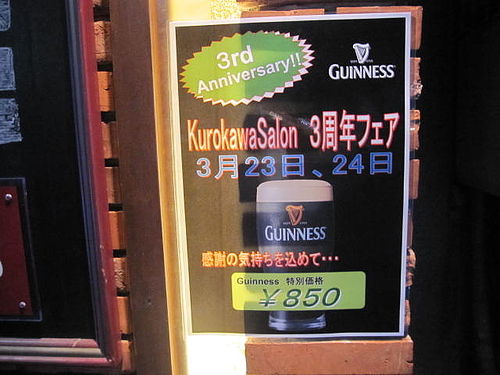 3rd
Anniversary!!
GUINNESS
KurokawaSalon 3周年フェア
3月23日、24日
GUINNESS
感謝の気持ちを込めて・・・
Guinness 特別価格
￥850